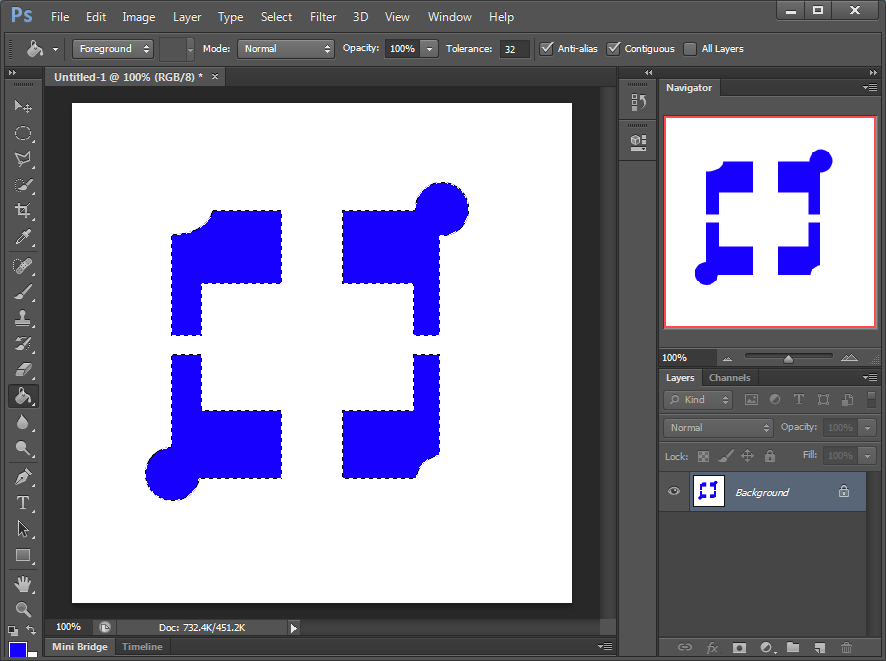 Ps File Edit Image Layer Type Select Filter 3D View Window Help
Foreground Mode: Normal Opacity: 100% Tolerance: 32 Anti-alias Contiguous All Layers
Untitled-1 @ 100% (RGB/8) * ×
Navigator
100%
Layers Channels
Kind
Normal Opacity: 100%
Lock: Fill: 100%
Background
100% Doc: 732.4K/451.2K
Mini Bridge Timeline
fx